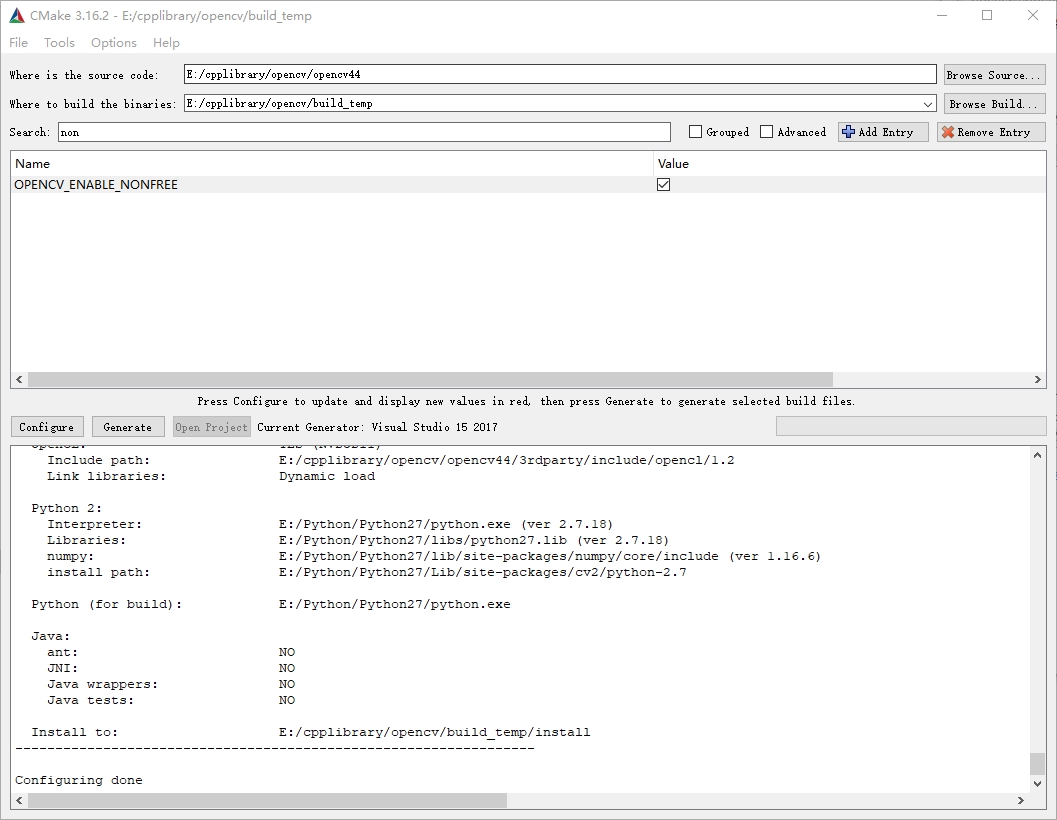 CMake 3.16.2 - E:/cpplibrary/opencv/build_temp
File Tools Options Help
Where is the source code: E:/cpplibrary/opencv/opencv44 Browse Source...
Where to build the binaries: E:/cpplibrary/opencv/build_temp Browse Build...
Search: non Grouped Advanced Add Entry Remove Entry
Name Value
OPENCV_ENABLE_NONFREE
Press Configure to update and display new values in red, then press Generate to generate selected build files.
Configure Generate Open Project Current Generator: Visual Studio 15 2017
Include path: E:/cpplibrary/opencv/opencv44/3rdparty/include/opencl/1.2
Link libraries: Dynamic load
Python 2:
Interpreter: E:/Python/Python27/python.exe (ver 2.7.18)
Libraries: E:/Python/Python27/libs/python27.lib (ver 2.7.18)
numpy: E:/Python/Python27/lib/site-packages/numpy/core/include (ver 1.16.6)
install path: E:/Python/Python27/Lib/site-packages/cv2/python-2.7
Python (for build): E:/Python/Python27/python.exe
Java:
ant: NO
JNI: NO
Java wrappers: NO
Java tests: NO
Install to: E:/cpplibrary/opencv/build_temp/install
-----------------------------------------------------------------
Configuring done